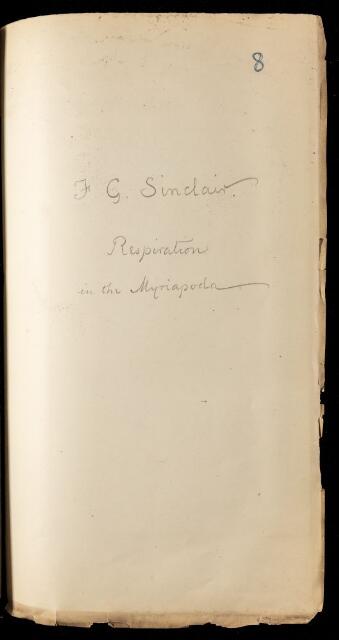 8
F G. Sinclair.
Respiration
in the Myriapoda